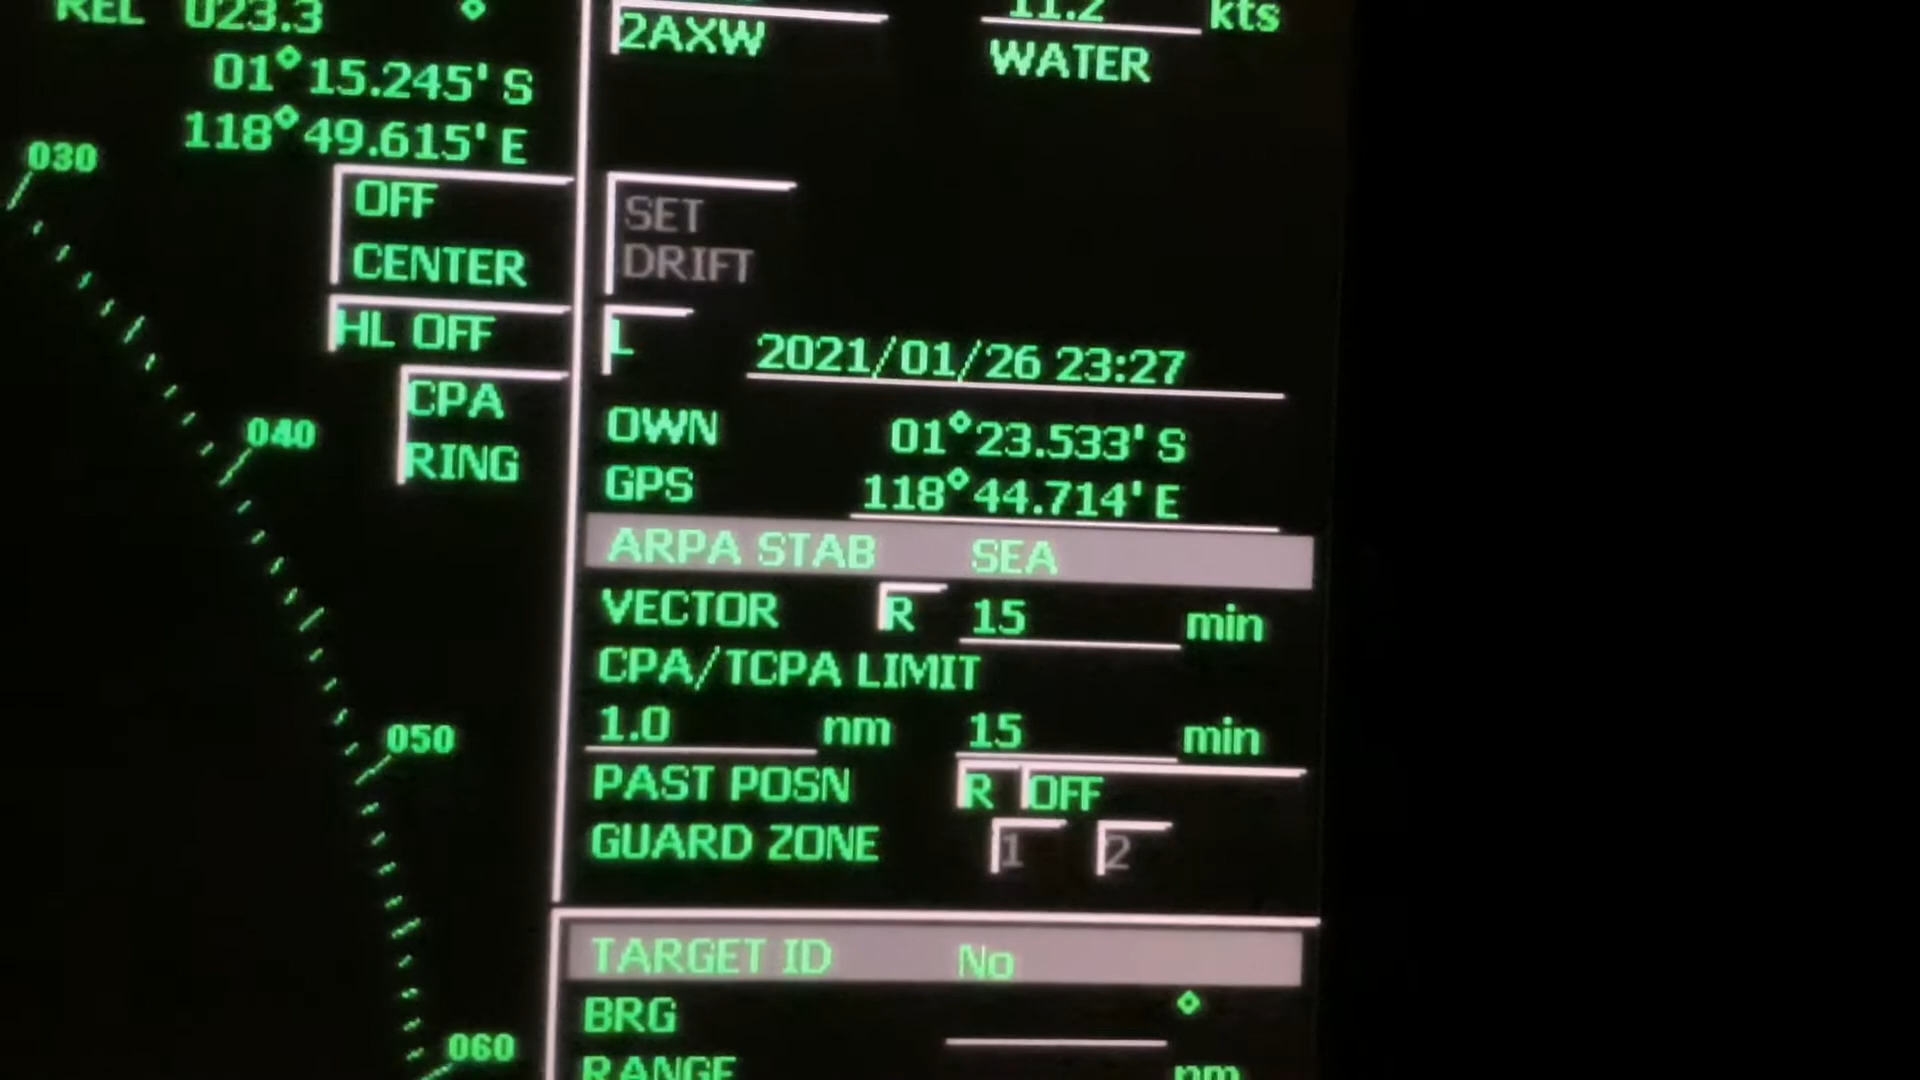 REL 023.3 °
01° 15.245' S
118° 49.615' E
030
OFF
CENTER
HL OFF
CPA
RING
040
050
060
11.2 kts
2AXW WATER
SET
DRIFT
L 2021/01/26 23:27
OWN 01° 23.533' S
GPS 118° 44.714' E
ARPA STAB SEA
VECTOR R 15 min
CPA/TCPA LIMIT
1.0 nm 15 min
PAST POSN R OFF
GUARD ZONE 1 2
TARGET ID No
BRG °
RANGE nm